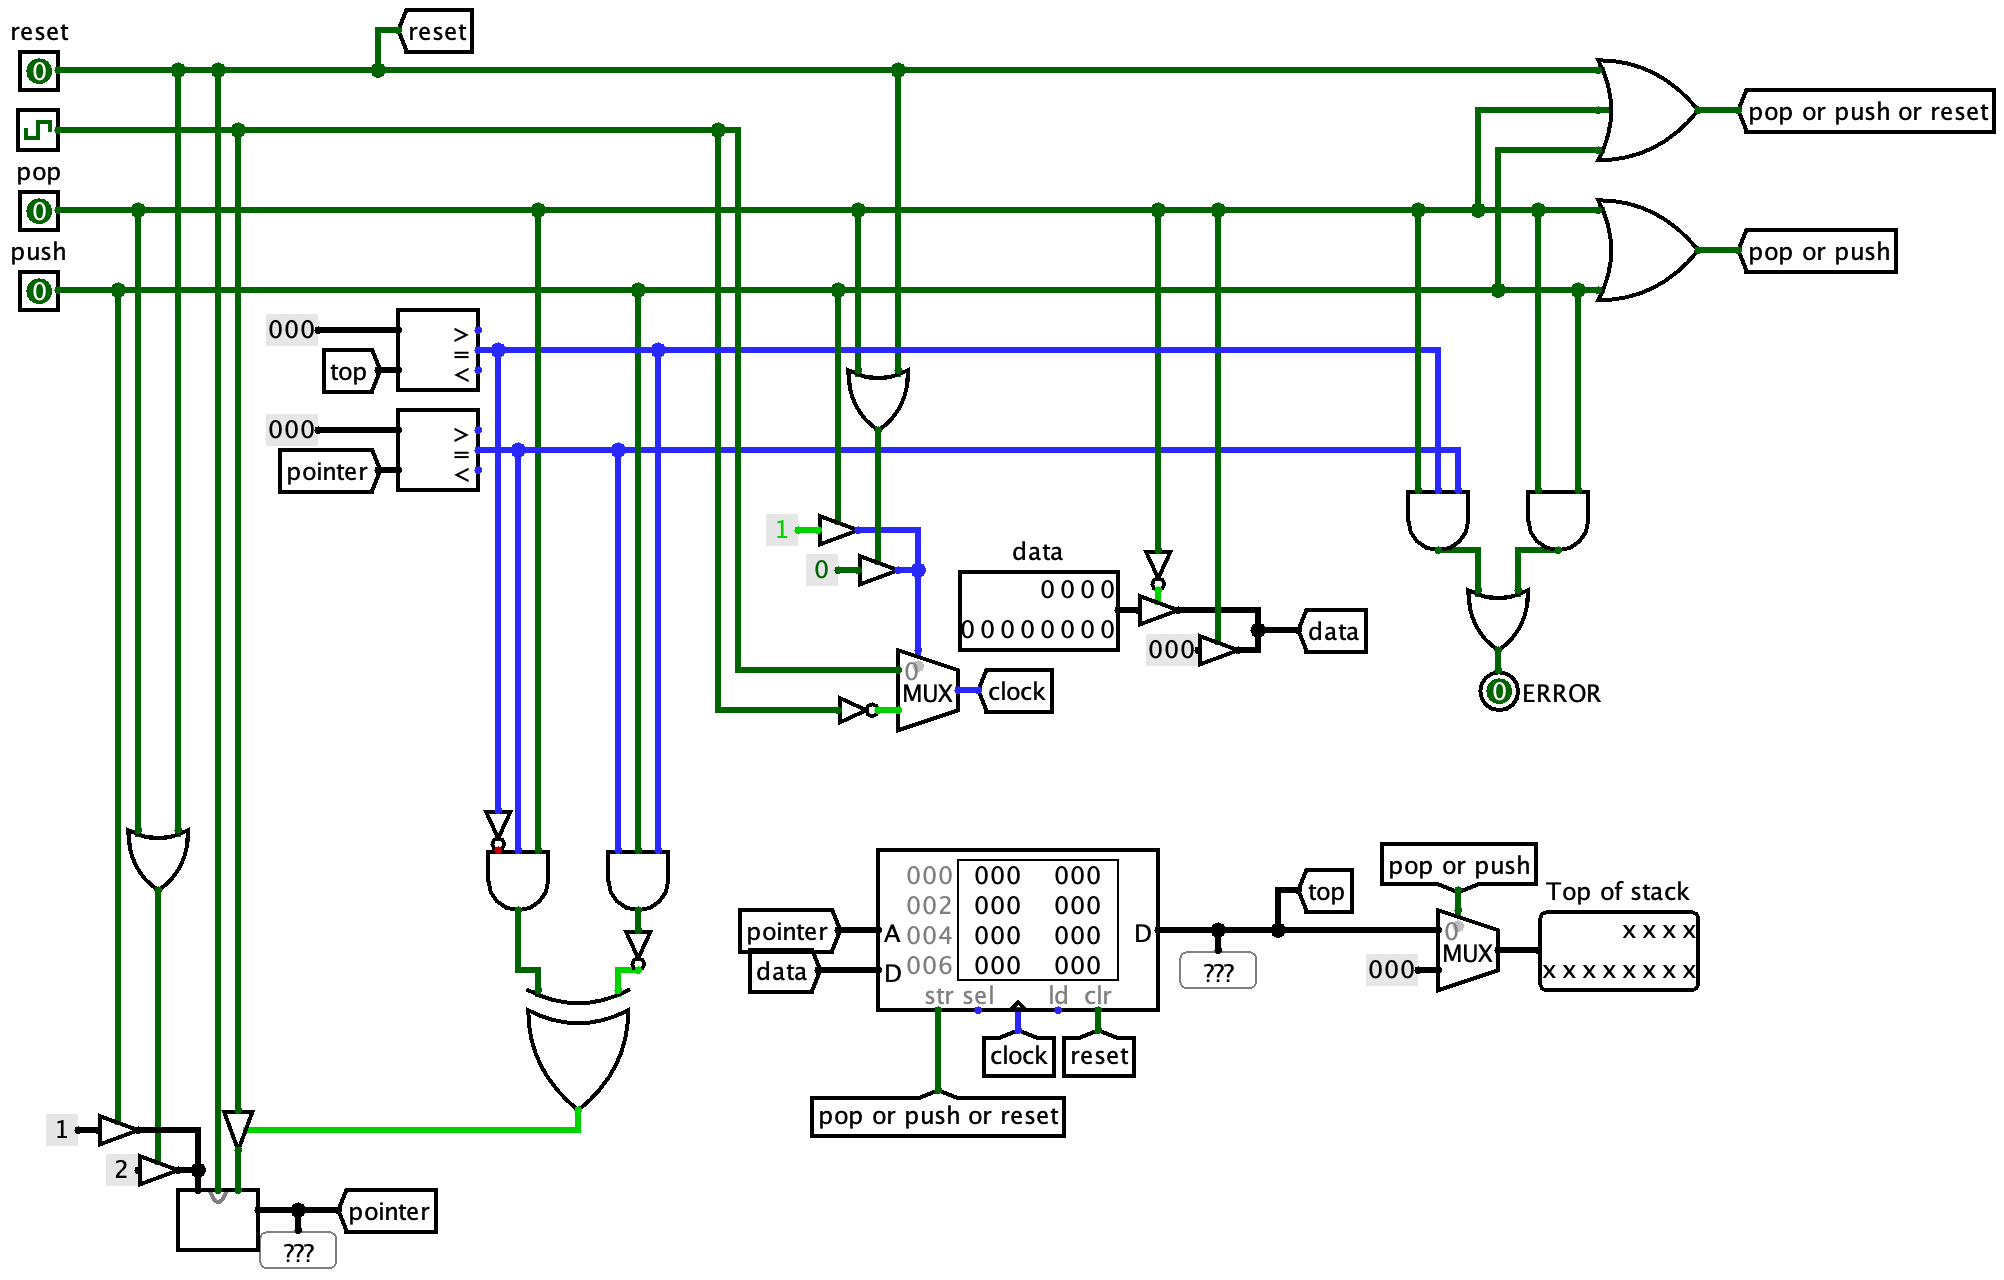 reset
reset
0
pop or push or reset
pop
0
push
pop or push
0
000
>
=
<
top
000
>
=
<
pointer
1
0
data
0000
00000000
000
data
0
MUX
clock
0
ERROR
pop or push
Top of stack
000 000 000
002 000 000
004 000 000
006 000 000
pointer
A
data
D
D
top
???
0
MUX
xxxx
xxxxxxxx
000
str sel ld clr
clock
reset
pop or push or reset
1
2
pointer
???